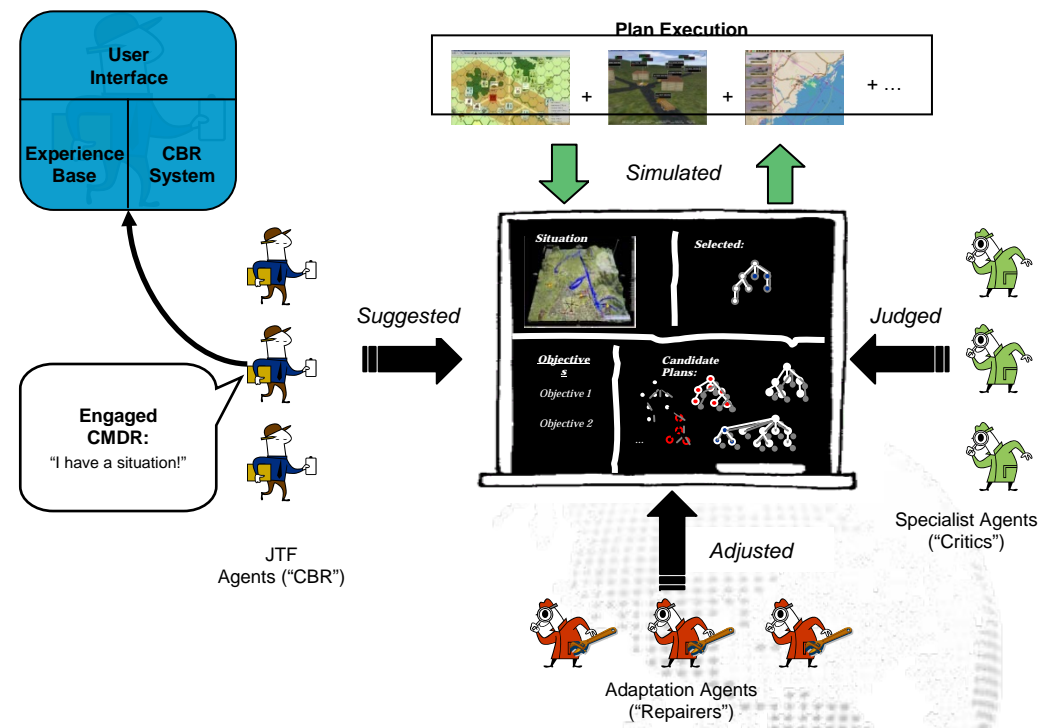 Plan Execution
User
Interface
Experience
Base
CBR
System
+
+
+ ...
Simulated
Situation
Selected:
Suggested
Judged
Objective
s
Objective 1
Objective 2
Candidate
Plans:
...
Engaged
CMDR:
“I have a situation!”
JTF
Agents (“CBR”)
Specialist Agents
(“Critics”)
Adjusted
Adaptation Agents
(“Repairers”)